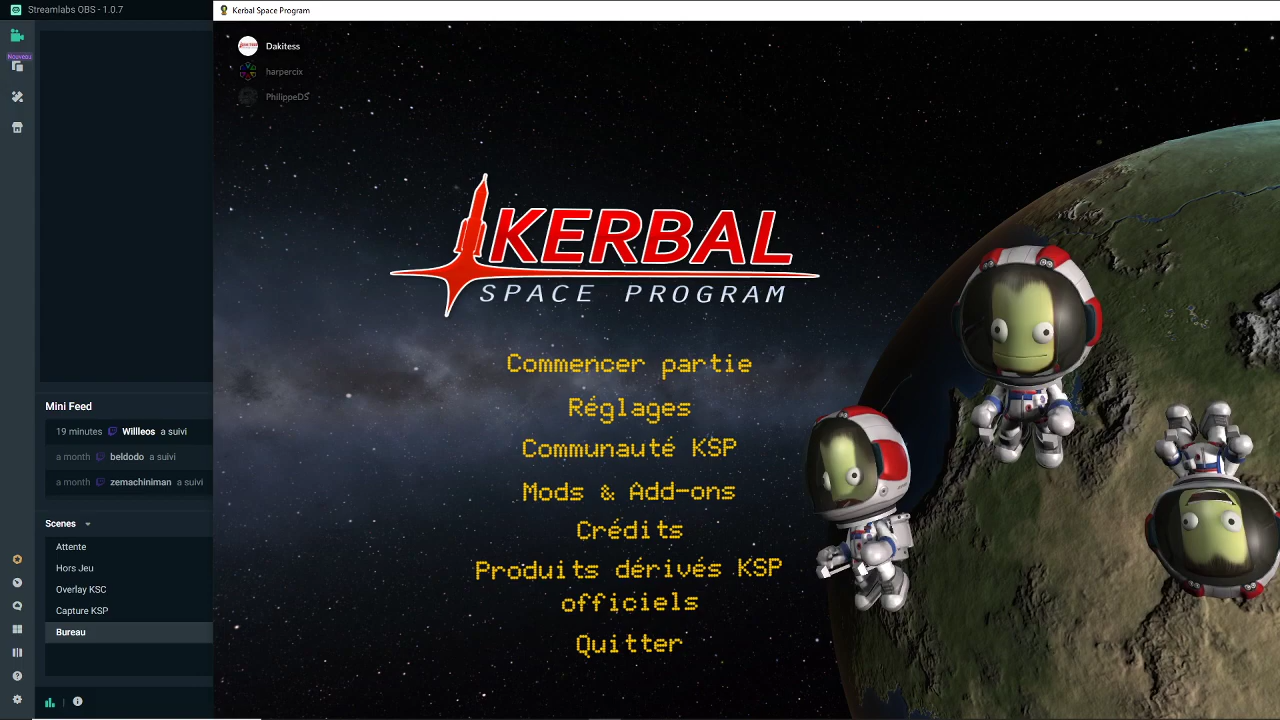 Streamlabs OBS - 1.0.7
Kerbal Space Program
Nouveau
Dakitess
harpercix
PhilippeDS
KERBAL
SPACE PROGRAM
Commencer partie
Réglages
Communauté KSP
Mods & Add-ons
Crédits
Produits dérivés KSP
officiels
Quitter
Mini Feed
19 minutes Willleos a suivi
a month beldodo a suivi
a month zemachiniman a suivi
Scenes
Attente
Hors Jeu
Overlay KSC
Capture KSP
Bureau